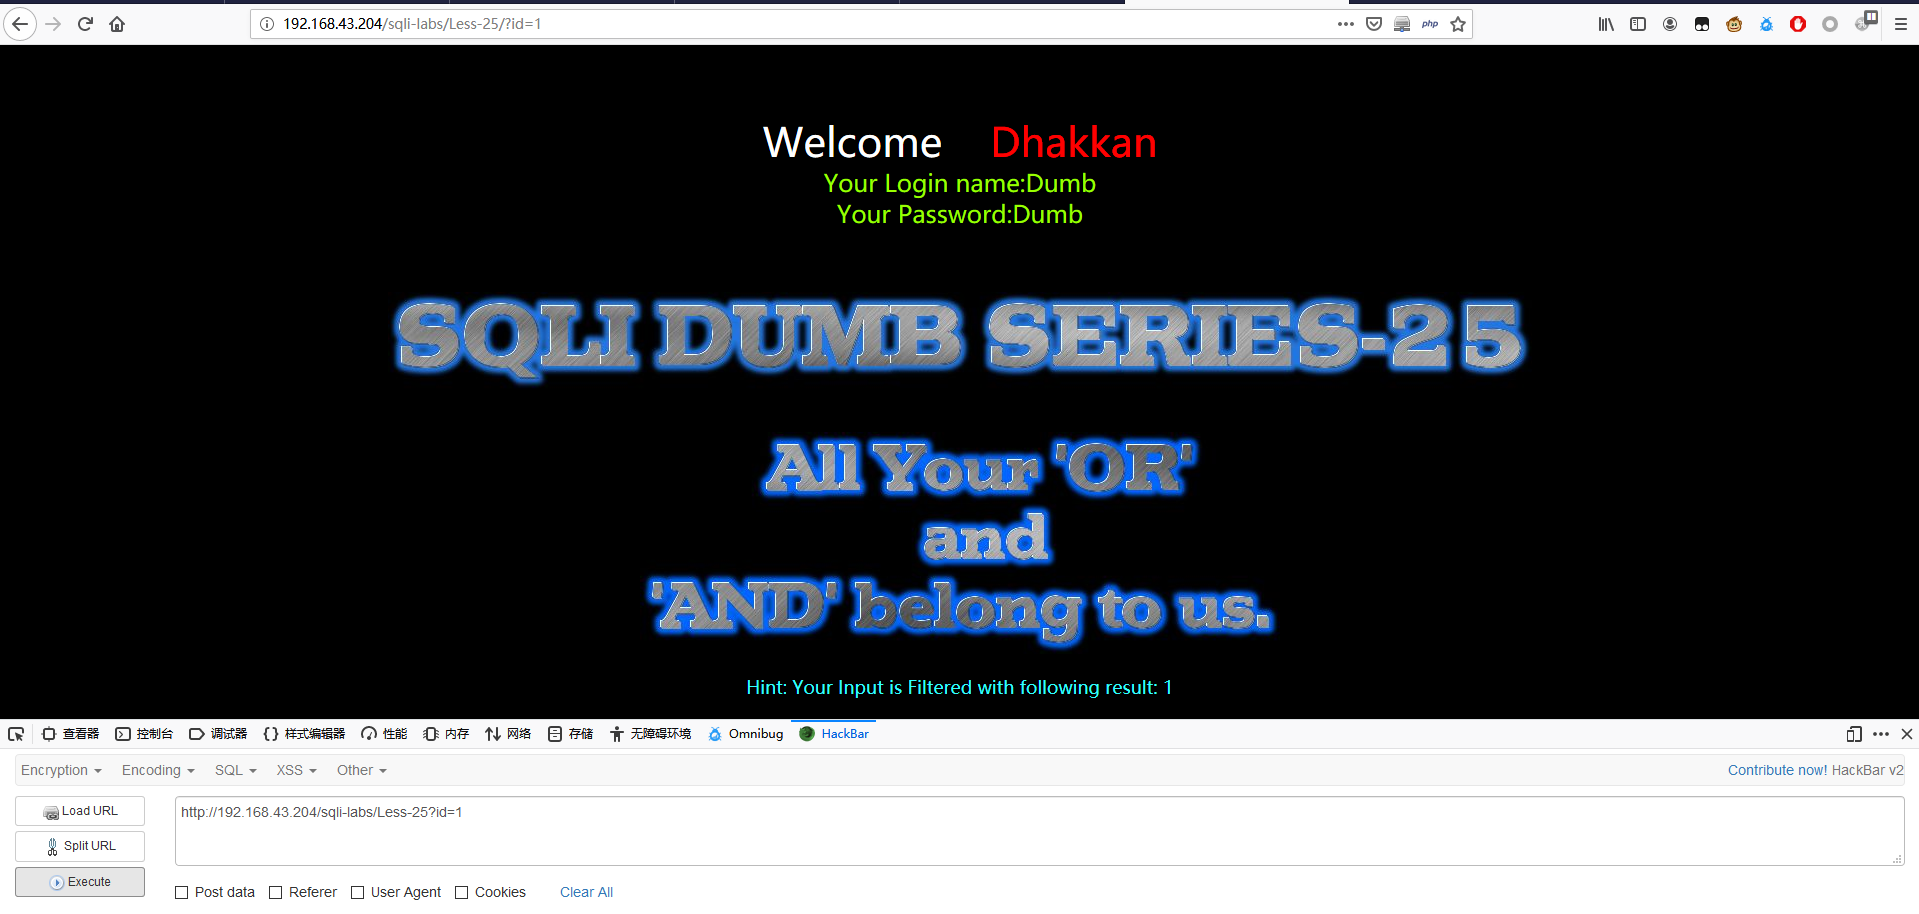 192.168.43.204/sqli-labs/Less-25/?id=1
php
Welcome Dhakkan
Your Login name:Dumb
Your Password:Dumb
SQLI DUMB SERIES-25
All Your 'OR'
and
'AND' belong to us.
Hint: Your Input is Filtered with following result: 1
查看器 控制台 调试器 样式编辑器 性能 内存 网络 存储 无障碍环境 Omnibug HackBar
Encryption Encoding SQL XSS Other Contribute now! HackBar v2
Load URL http://192.168.43.204/sqli-labs/Less-25?id=1
Split URL
Execute
Post data Referer User Agent Cookies Clear All